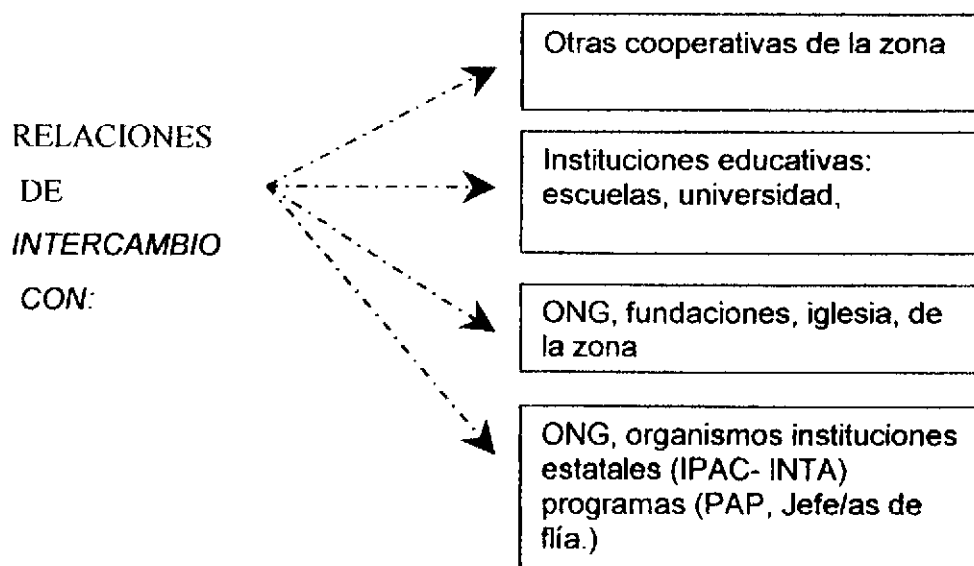 RELACIONES
DE
INTERCAMBIO
CON:
Otras cooperativas de la zona
Instituciones educativas:
escuelas, universidad,
ONG, fundaciones, iglesia, de
la zona
ONG, organismos instituciones
estatales (IPAC- INTA)
programas (PAP, Jefe/as de
flía.)